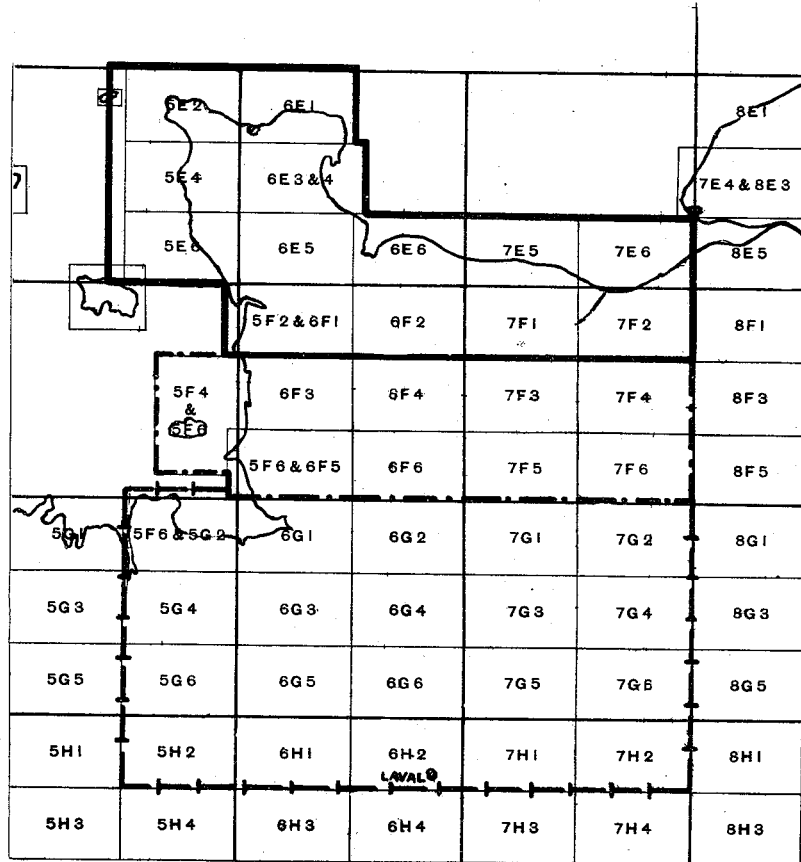 5E2 6E1 8E1
5E4 6E3&4 7E4&8E3
7
5E6 6E5 6E6 7E5 7E6 8E5
5F2&6F1 6F2 7F1 7F2 8F1
5F4 6F3 6F4 7F3 7F4 8F3
&
5E6
5F6&6F5 6F6 7F5 7F6 8F5
5G1 5F6&5G2 6G1 6G2 7G1 7G2 8G1
5G3 5G4 6G3 6G4 7G3 7G4 8G3
5G5 5G6 6G5 6G6 7G5 7G6 8G5
5H1 5H2 6H1 6H2 7H1 7H2 8H1
LAVAL
5H3 5H4 6H3 6H4 7H3 7H4 8H3